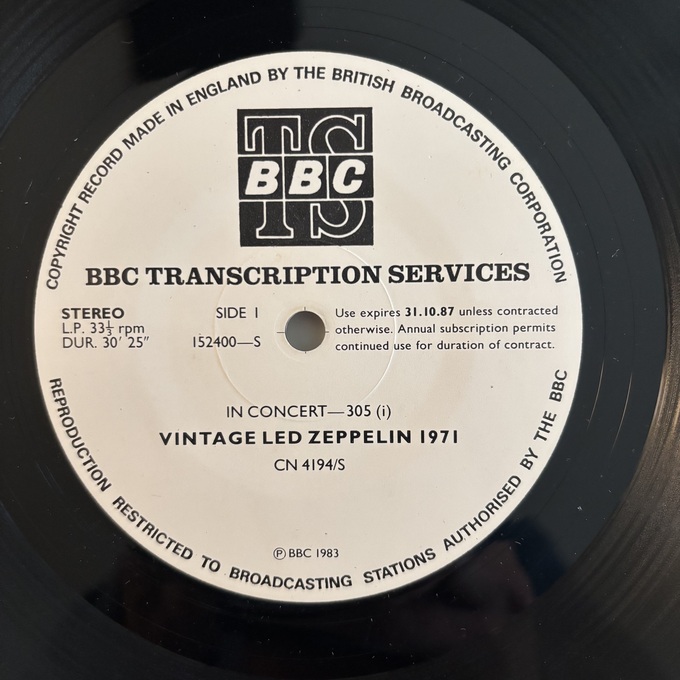 COPYRIGHT RECORD MADE IN ENGLAND BY THE BRITISH BROADCASTING CORPORATION
TS
BBC
BBC TRANSCRIPTION SERVICES
STEREO
L.P. 33⅓ rpm
DUR. 30′ 25″
SIDE 1
152400—S
Use expires 31.10.87 unless contracted
otherwise. Annual subscription permits
continued use for duration of contract.
IN CONCERT—305 (i)
VINTAGE LED ZEPPELIN 1971
CN 4194/S
℗ BBC 1983
REPRODUCTION RESTRICTED TO BROADCASTING STATIONS AUTHORISED BY THE BBC